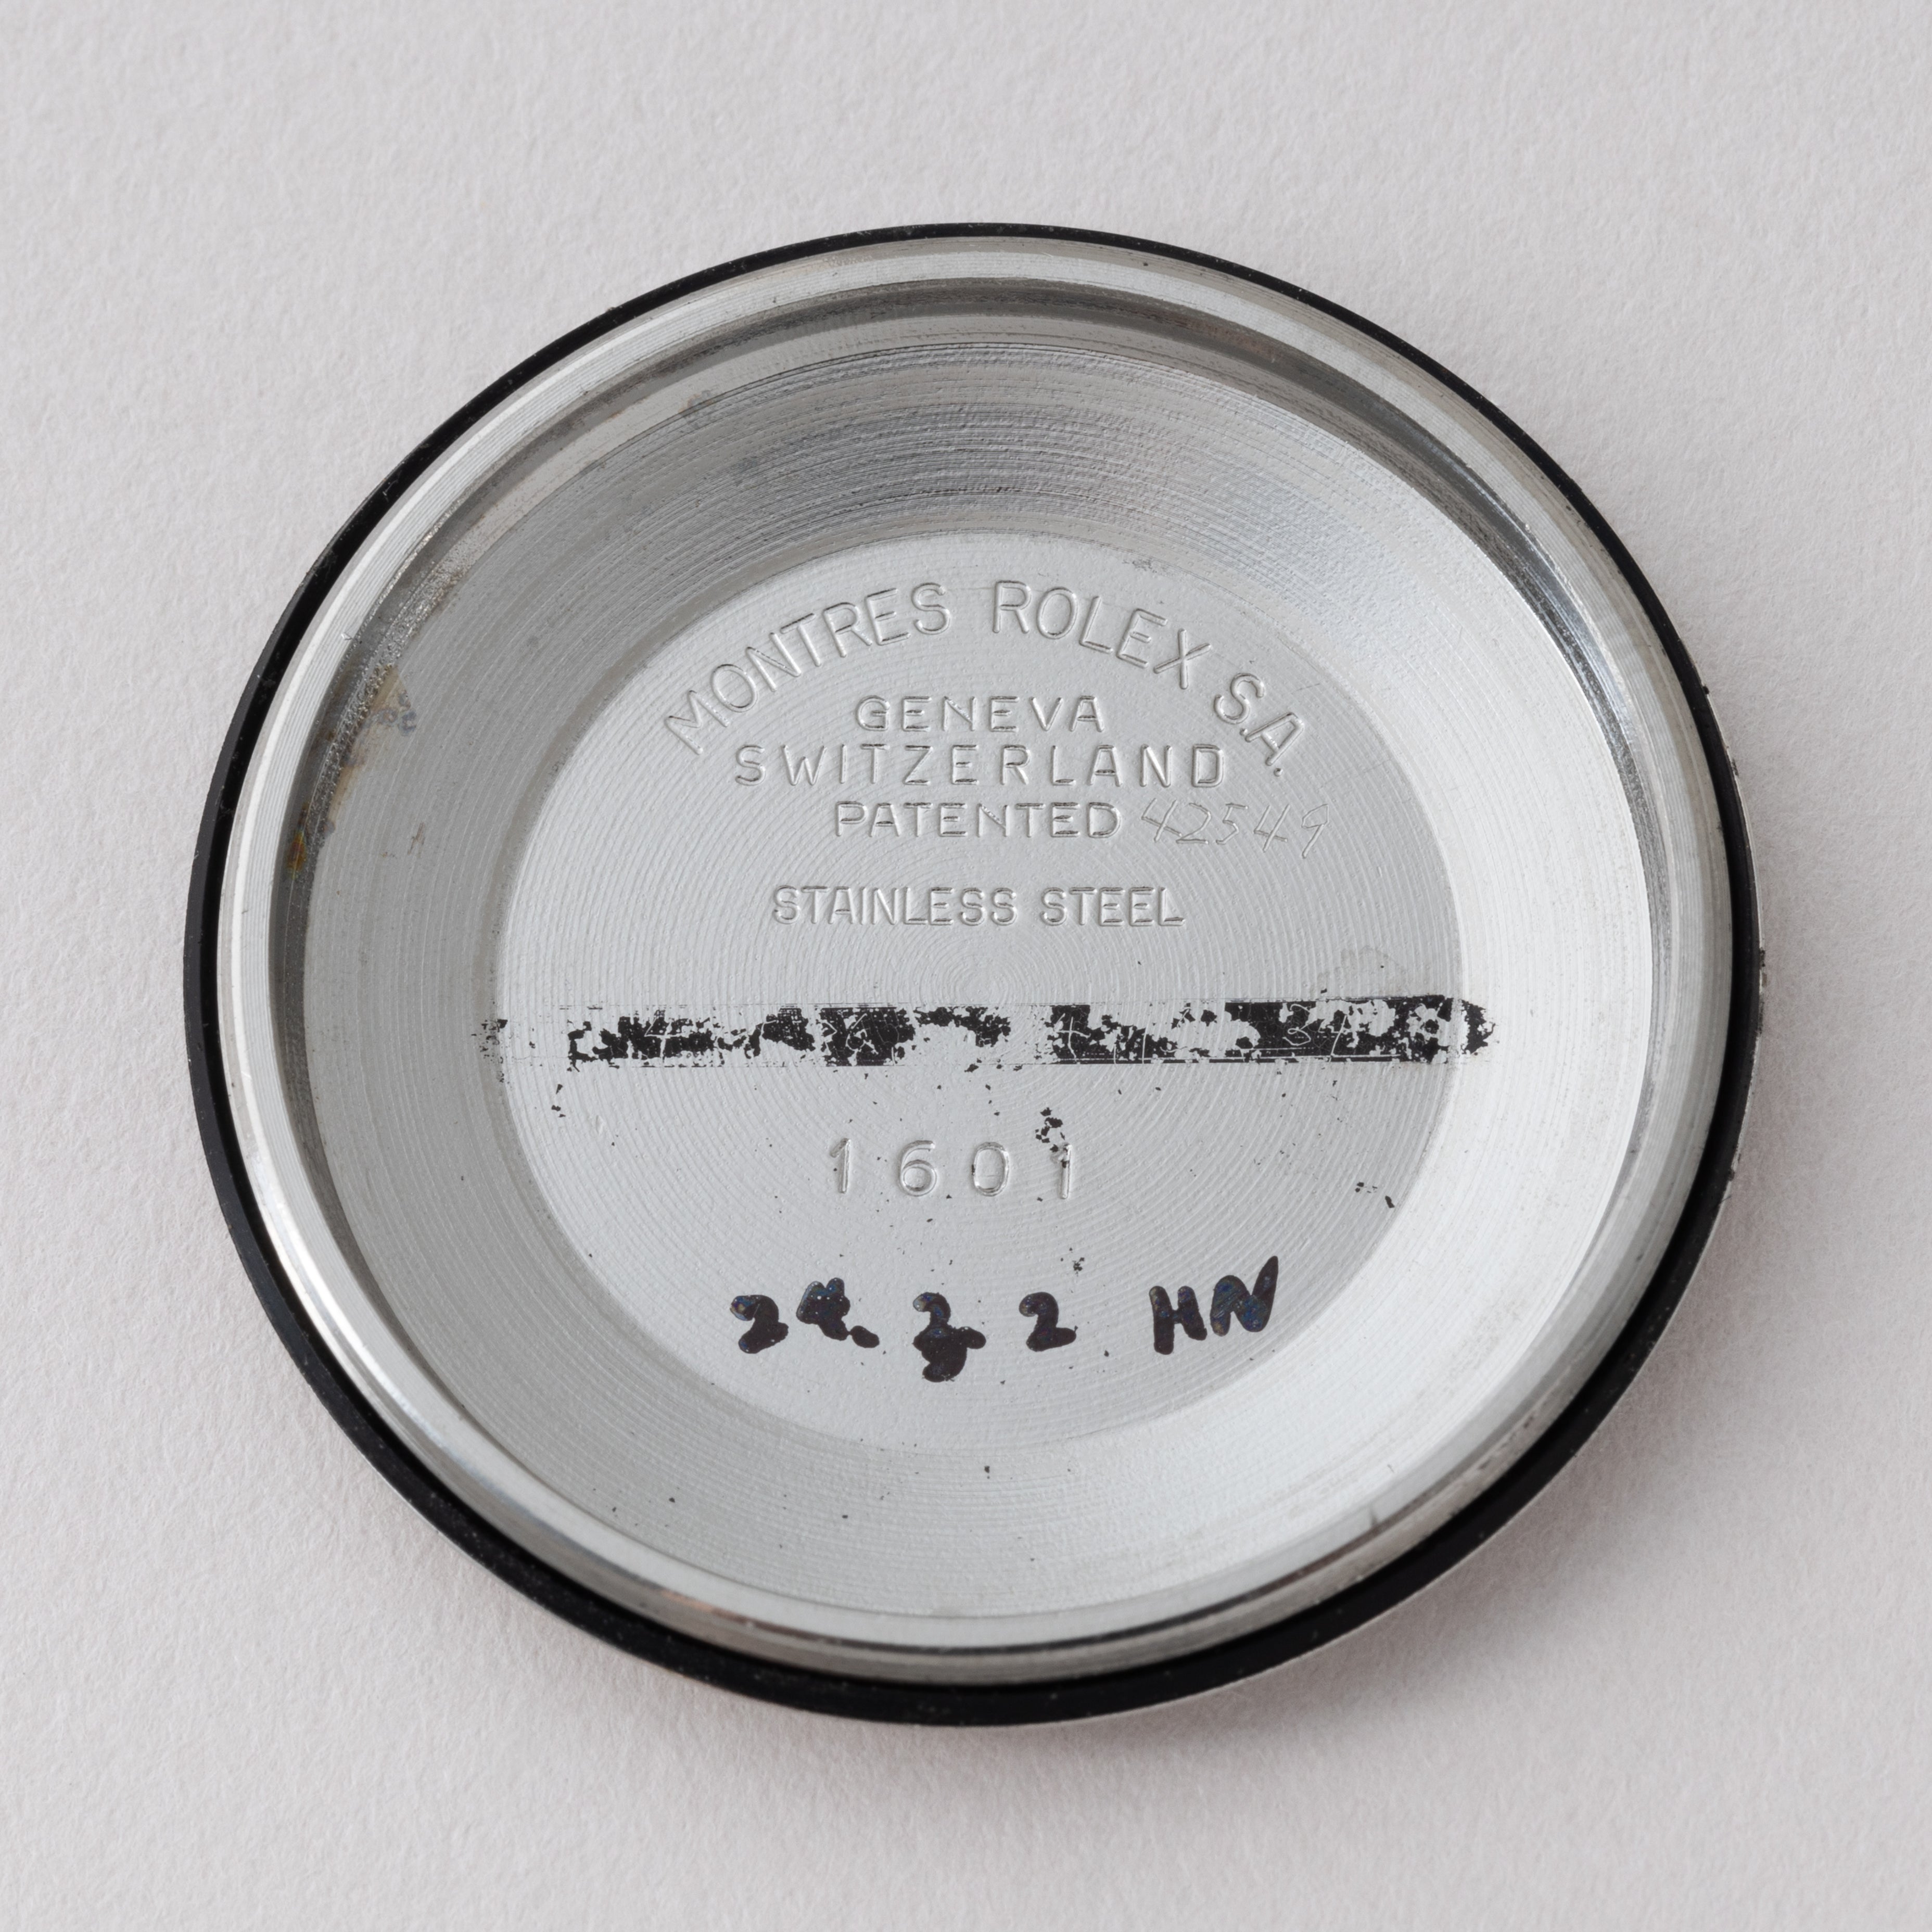 MONTRES ROLEX S.A.
GENEVA
SWITZERLAND
PATENTED 42549
STAINLESS STEEL
1601
HN